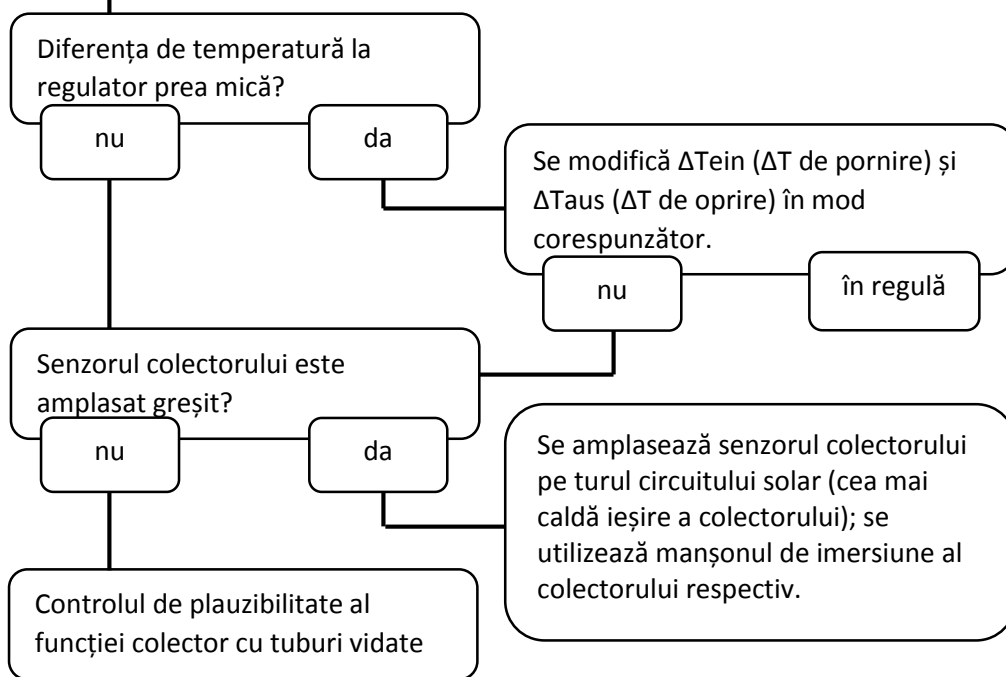 Diferența de temperatură la
regulator prea mică?
nu
da
Se modifică ΔTein (ΔT de pornire) și
ΔTaus (ΔT de oprire) în mod
corespunzător.
nu
în regulă
Senzorul colectorului este
amplasat greșit?
nu
da
Se amplasează senzorul colectorului
pe turul circuitului solar (cea mai
caldă ieșire a colectorului); se
utilizează manșonul de imersiune al
colectorului respectiv.
Controlul de plauzibilitate al
funcției colector cu tuburi vidate